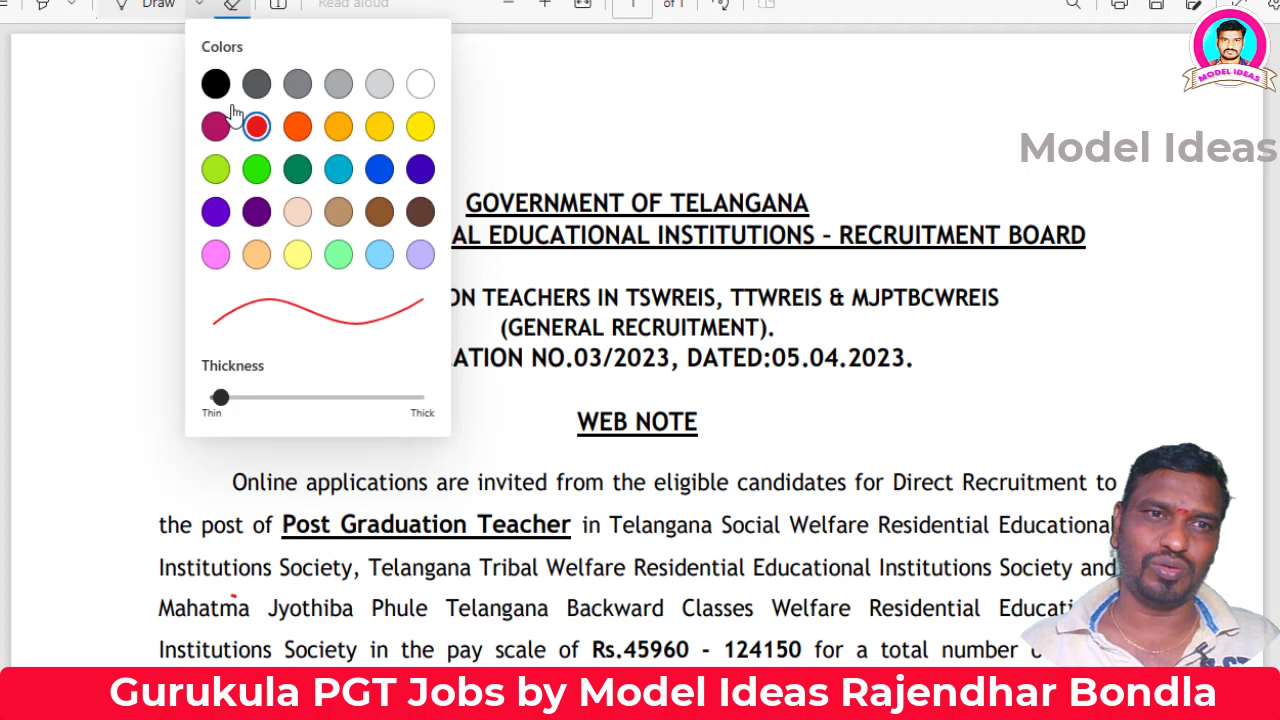 Draw
Read aloud
1 of 1
Colors
Thickness
Thin Thick
MODEL IDEAS
Model Ideas
GOVERNMENT OF TELANGANA
AL EDUCATIONAL INSTITUTIONS – RECRUITMENT BOARD
ON TEACHERS IN TSWREIS, TTWREIS & MJPTBCWREIS
(GENERAL RECRUITMENT).
ATION NO.03/2023, DATED:05.04.2023.
WEB NOTE
Online applications are invited from the eligible candidates for Direct Recruitment to
the post of Post Graduation Teacher in Telangana Social Welfare Residential Educational
Institutions Society, Telangana Tribal Welfare Residential Educational Institutions Society and
Mahatma Jyothiba Phule Telangana Backward Classes Welfare Residential Educati
Institutions Society in the pay scale of Rs.45960 - 124150 for a total number
Gurukula PGT Jobs by Model Ideas Rajendhar Bondla